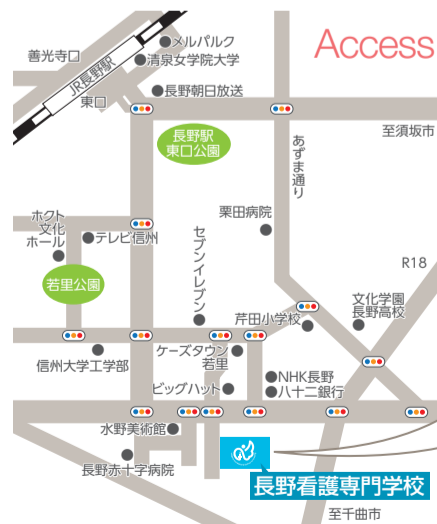 Access
メルパルク
善光寺口
清泉女学院大学
JR長野駅
東口
長野朝日放送
長野駅
東口公園
至須坂市
あずま通り
栗田病院
ホクト
文化
ホール
テレビ信州
セブンイレブン
R18
若里公園
芹田小学校
文化学園
長野高校
信州大学工学部
ケーズタウン
若里
ビッグハット
NHK長野
八十二銀行
水野美術館
長野赤十字病院
長野看護専門学校
至千曲市